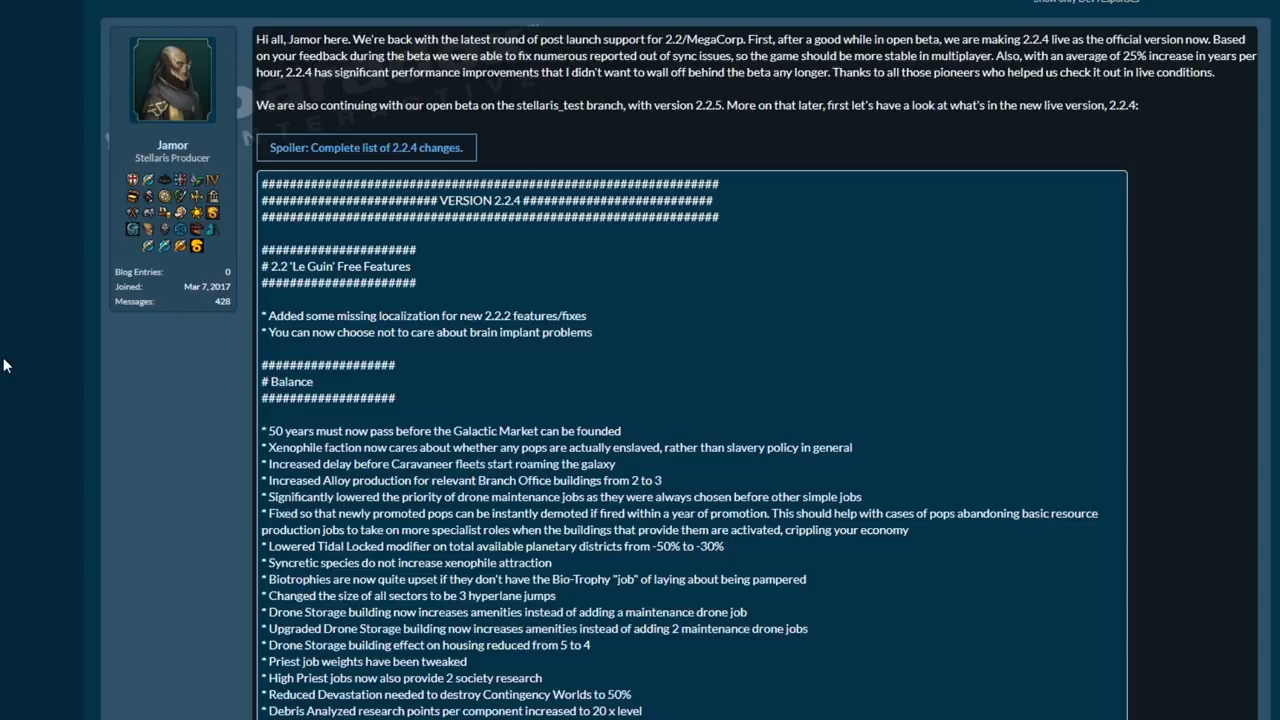 Hi all, Jamor here. We're back with the latest round of post launch support for 2.2/MegaCorp. First, after a good while in open beta, we are making 2.2.4 live as the official version now. Based
on your feedback during the beta we were able to fix numerous reported out of sync issues, so the game should be more stable in multiplayer. Also, with an average of 25% increase in years per
hour, 2.2.4 has significant performance improvements that I didn't want to wall off behind the beta any longer. Thanks to all those pioneers who helped us check it out in live conditions.
We are also continuing with our open beta on the stellaris_test branch, with version 2.2.5. More on that later, first let's have a look at what's in the new live version, 2.2.4:
Jamor
Stellaris Producer
Blog Entries: 0
Joined: Mar 7, 2017
Messages: 428
Spoiler: Complete list of 2.2.4 changes.
#################################################################
######################### VERSION 2.2.4 ###########################
#################################################################
######################
# 2.2 'Le Guin' Free Features
######################
* Added some missing localization for new 2.2.2 features/fixes
* You can now choose not to care about brain implant problems
###################
# Balance
###################
* 50 years must now pass before the Galactic Market can be founded
* Xenophile faction now cares about whether any pops are actually enslaved, rather than slavery policy in general
* Increased delay before Caravaneer fleets start roaming the galaxy
* Increased Alloy production for relevant Branch Office buildings from 2 to 3
* Significantly lowered the priority of drone maintenance jobs as they were always chosen before other simple jobs
* Fixed so that newly promoted pops can be instantly demoted if fired within a year of promotion. This should help with cases of pops abandoning basic resource
production jobs to take on more specialist roles when the buildings that provide them are activated, crippling your economy
* Lowered Tidal Locked modifier on total available planetary districts from -50% to -30%
* Syncretic species do not increase xenophile attraction
* Biotrophies are now quite upset if they don't have the Bio-Trophy "job" of laying about being pampered
* Changed the size of all sectors to be 3 hyperlane jumps
* Drone Storage building now increases amenities instead of adding a maintenance drone job
* Upgraded Drone Storage building now increases amenities instead of adding 2 maintenance drone jobs
* Drone Storage building effect on housing reduced from 5 to 4
* Priest job weights have been tweaked
* High Priest jobs now also provide 2 society research
* Reduced Devastation needed to destroy Contingency Worlds to 50%
* Debris Analyzed research points per component increased to 20 x level